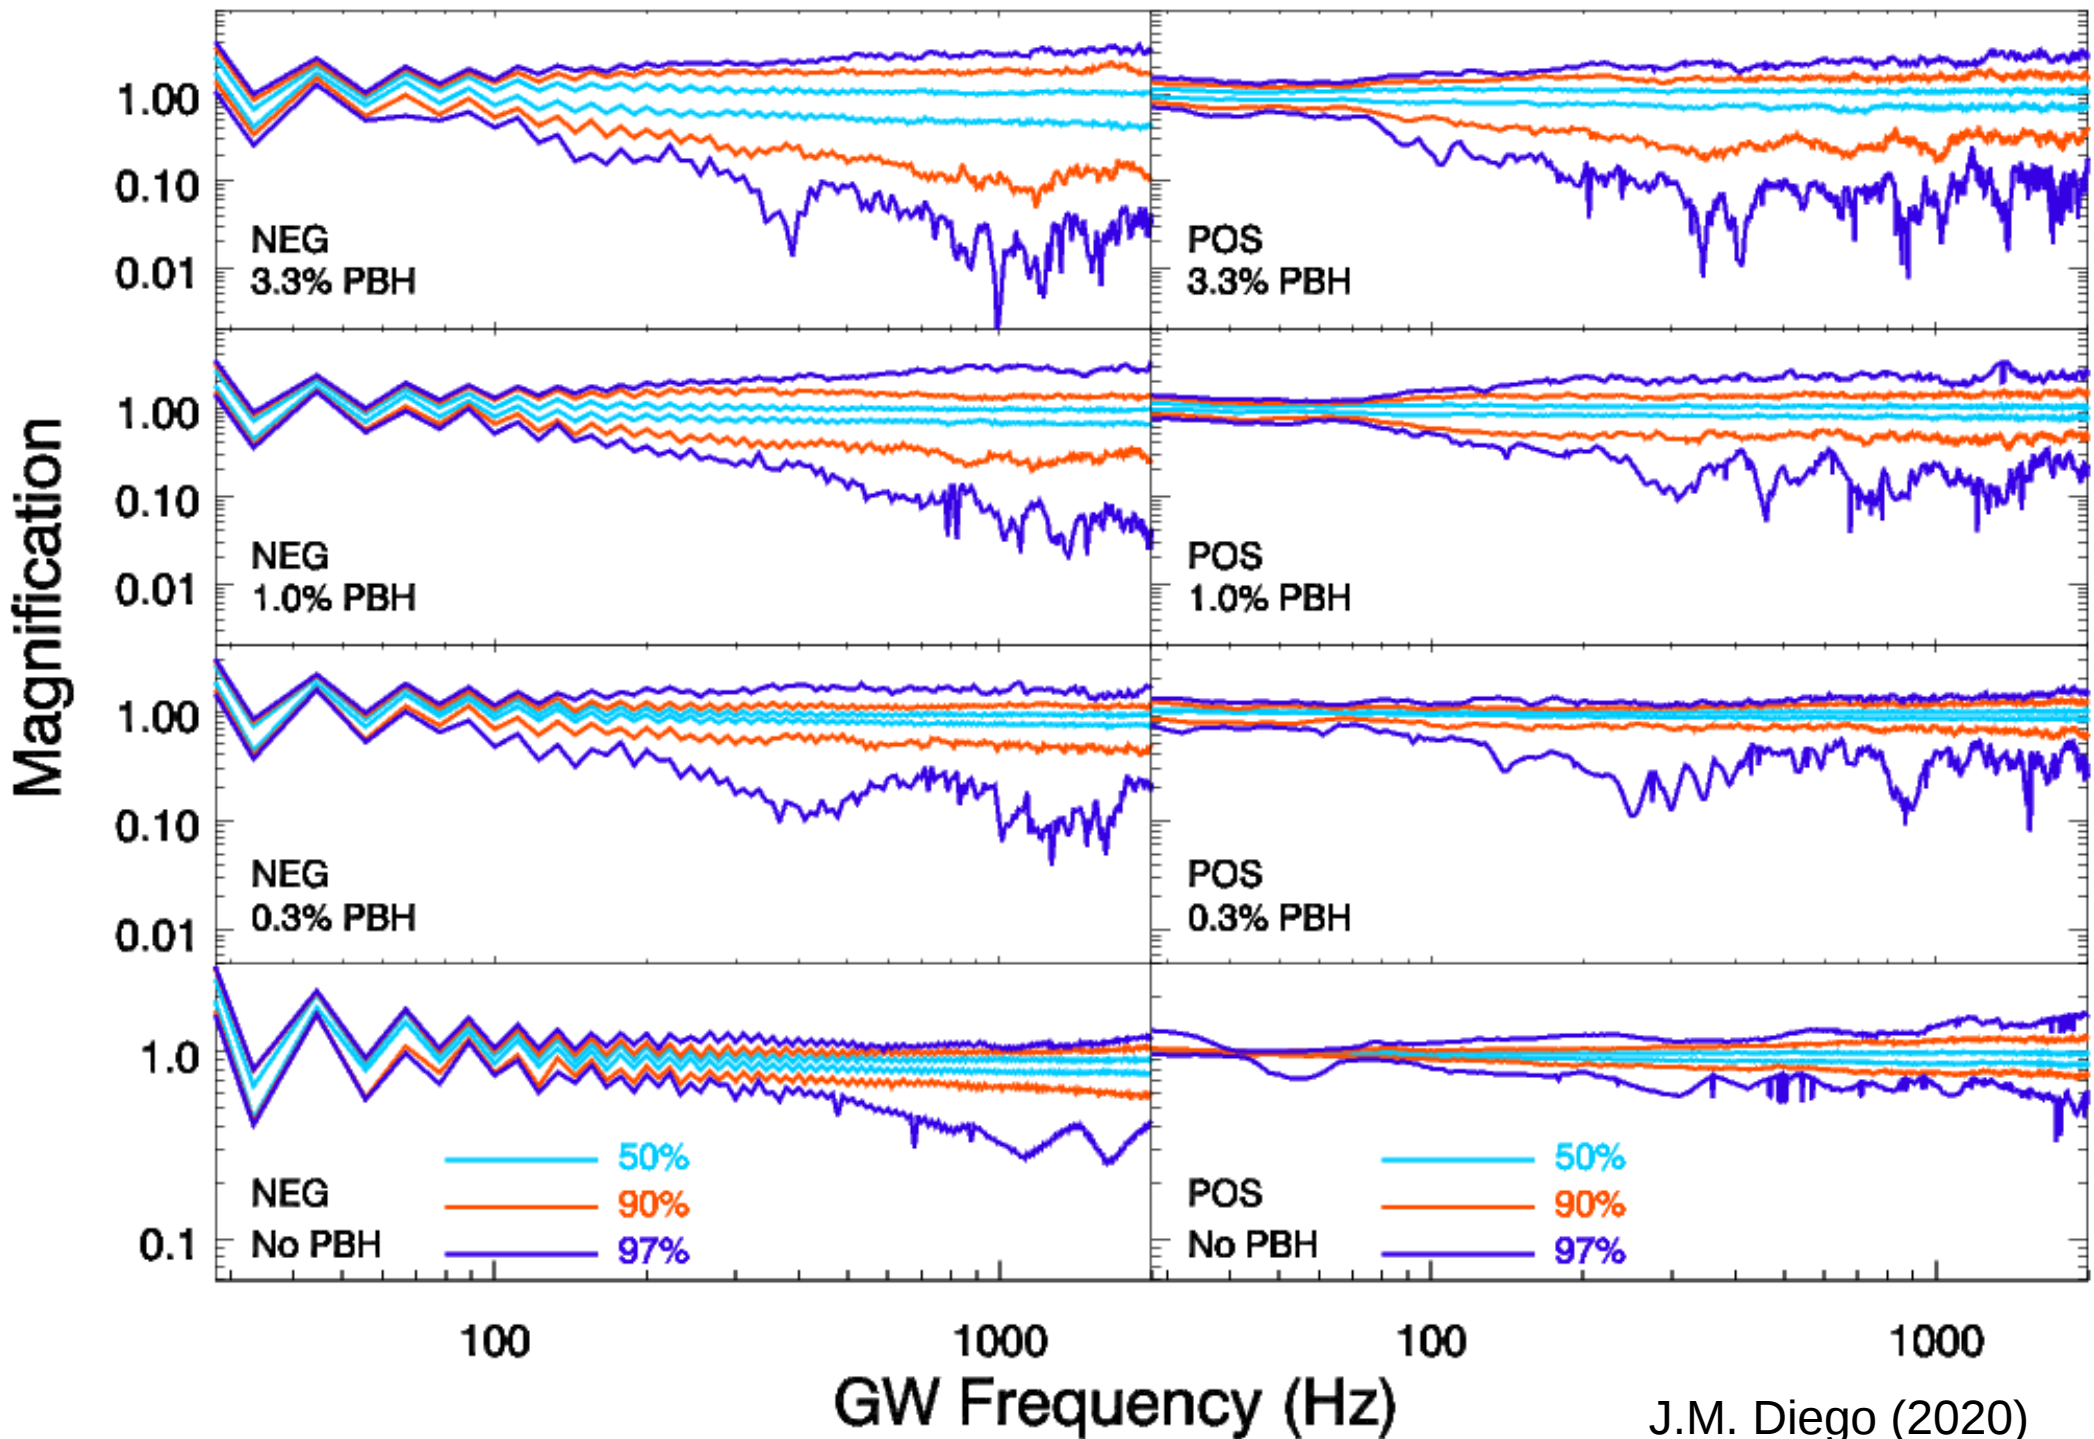 1.00
0.10
0.01
NEG
3.3% PBH
POS
3.3% PBH
1.00
0.10
0.01
NEG
1.0% PBH
POS
1.0% PBH
Magnification
1.00
0.10
0.01
NEG
0.3% PBH
POS
0.3% PBH
1.0
0.1
50%
90%
97%
NEG
No PBH
50%
90%
97%
POS
No PBH
100
1000
100
1000
GW Frequency (Hz)
J.M. Diego (2020)